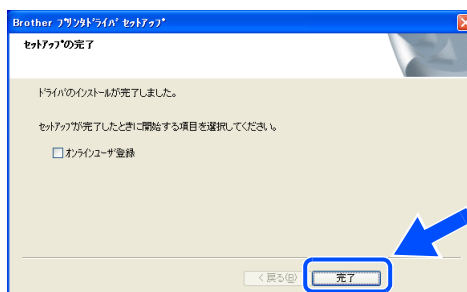 Brother ﾌﾟﾘﾝﾀﾄﾞﾗｲﾊﾞ ｾｯﾄｱｯﾌﾟ
ｾｯﾄｱｯﾌﾟの完了
ﾄﾞﾗｲﾊﾞのｲﾝｽﾄｰﾙが完了しました。
ｾｯﾄｱｯﾌﾟが完了したときに開始する項目を選択してください。
ｵﾝﾗｲﾝﾕｰｻﾞ登録
< 戻る(B)
完了